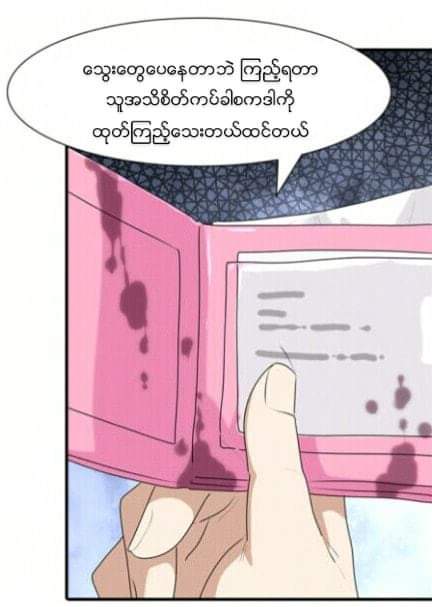 သွေးတွေပေနေတာဘဲ ကြည့်ရတာ
သူအသိစိတ်ကပ်ခါစကဒါကို
ထုတ်ကြည့်သေးတယ်ထင်တယ်